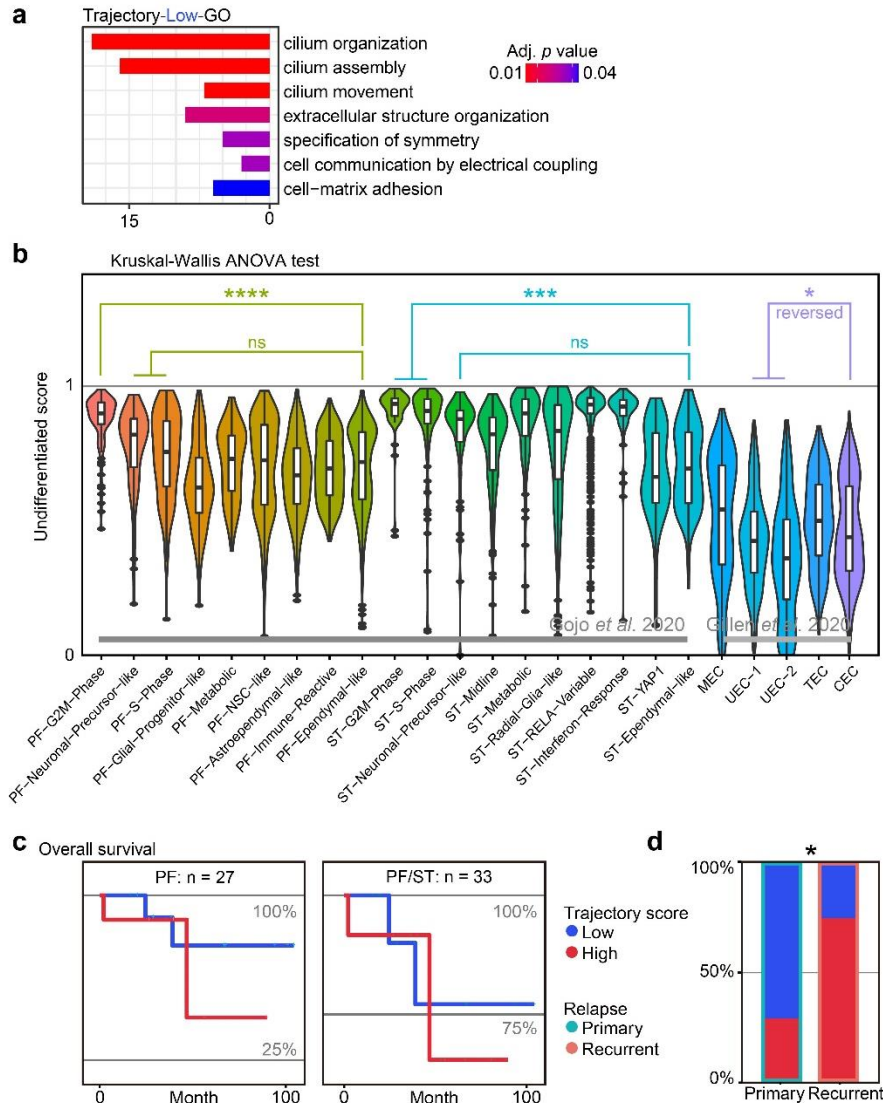 a
Trajectory-Low-GO
cilium organization
cilium assembly
cilium movement
extracellular structure organization
specification of symmetry
cell communication by electrical coupling
cell−matrix adhesion
15
0
Adj. p value
0.01
0.04
b
Kruskal-Wallis ANOVA test
****
***
*
reversed
ns
ns
1
Undifferentiated score
0
Gojo et al. 2020
Gillen et al. 2020
PF−G2M−Phase
PF−Neuronal−Precursor−like
PF−S−Phase
PF−Glial−Progenitor−like
PF−Metabolic
PF−NSC−like
PF−Astroependymal−like
PF−Immune−Reactive
PF−Ependymal−like
ST−G2M−Phase
ST−S−Phase
ST−Neuronal−Precursor−like
ST−Midline
ST−Metabolic
ST−Radial−Glia−like
ST−RELA−Variable
ST−Interferon−Response
ST−YAP1
ST−Ependymal−like
MEC
UEC−1
UEC−2
TEC
CEC
c
Overall survival
PF: n = 27
100%
25%
0
Month
100
PF/ST: n = 33
100%
75%
0
Month
100
Trajectory score
Low
High
Relapse
Primary
Recurrent
d
*
100%
50%
0%
Primary
Recurrent